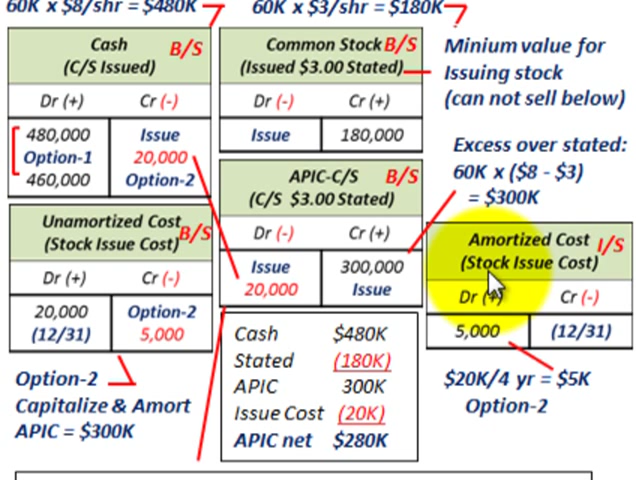 60K x $8/shr = $480K
60K x $3/shr = $180K
Cash B/S
(C/S Issued)
Dr (+) Cr (-)
480,000 Issue
Option-1 20,000
460,000 Option-2
Common Stock B/S
(Issued $3.00 Stated)
Dr (-) Cr (+)
Issue 180,000
Minium value for
Issuing stock
(can not sell below)
APIC-C/S B/S
(C/S $3.00 Stated)
Dr (-) Cr (+)
Issue 300,000
20,000 Issue
Excess over stated:
60K x ($8 - $3)
= $300K
Unamortized Cost B/S
(Stock Issue Cost)
Dr (+) Cr (-)
20,000 Option-2
(12/31) 5,000
Amortized Cost I/S
(Stock Issue Cost)
Dr (+) Cr (-)
5,000 (12/31)
Cash $480K
Stated (180K)
APIC 300K
Issue Cost (20K)
APIC net $280K
Option-2
Capitalize & Amort
APIC = $300K
$20K/4 yr = $5K
Option-2